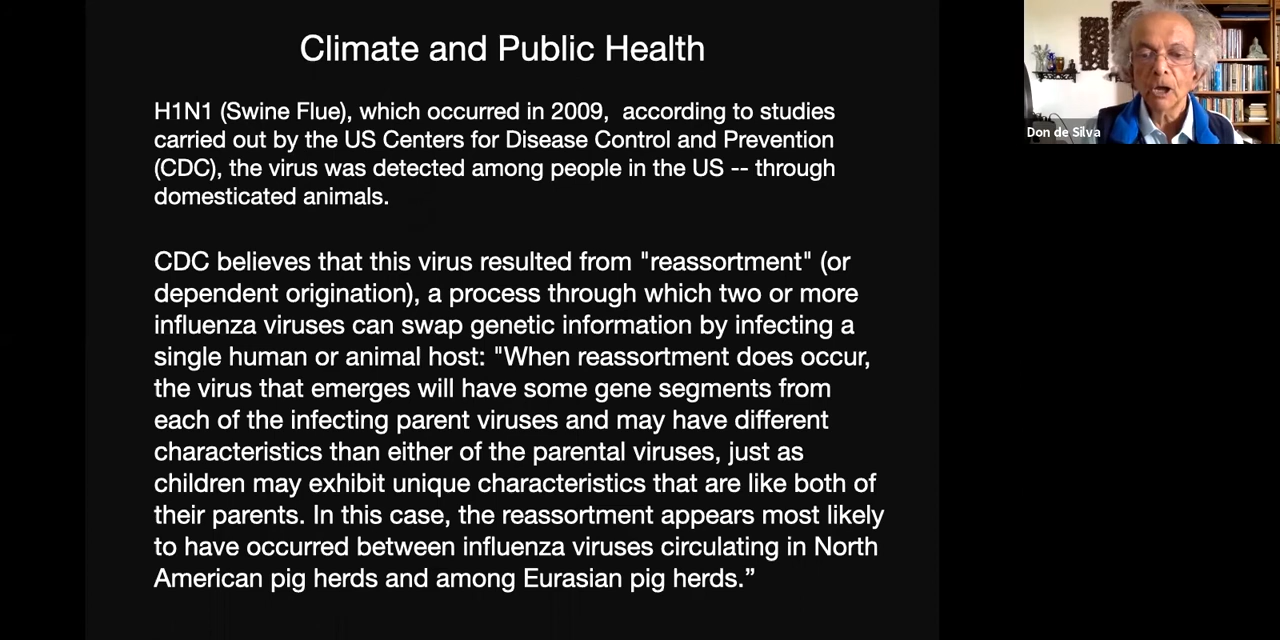 Climate and Public Health
H1N1 (Swine Flue), which occurred in 2009, according to studies
carried out by the US Centers for Disease Control and Prevention
(CDC), the virus was detected among people in the US -- through
domesticated animals.
CDC believes that this virus resulted from "reassortment" (or
dependent origination), a process through which two or more
influenza viruses can swap genetic information by infecting a
single human or animal host: "When reassortment does occur,
the virus that emerges will have some gene segments from
each of the infecting parent viruses and may have different
characteristics than either of the parental viruses, just as
children may exhibit unique characteristics that are like both of
their parents. In this case, the reassortment appears most likely
to have occurred between influenza viruses circulating in North
American pig herds and among Eurasian pig herds.”
Don de Silva